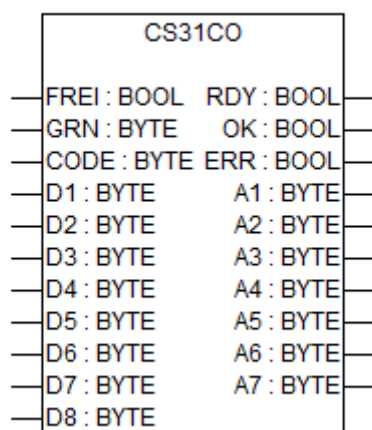 CS31CO
FREI : BOOL RDY : BOOL
GRN : BYTE OK : BOOL
CODE : BYTE ERR : BOOL
D1 : BYTE A1 : BYTE
D2 : BYTE A2 : BYTE
D3 : BYTE A3 : BYTE
D4 : BYTE A4 : BYTE
D5 : BYTE A5 : BYTE
D6 : BYTE A6 : BYTE
D7 : BYTE A7 : BYTE
D8 : BYTE